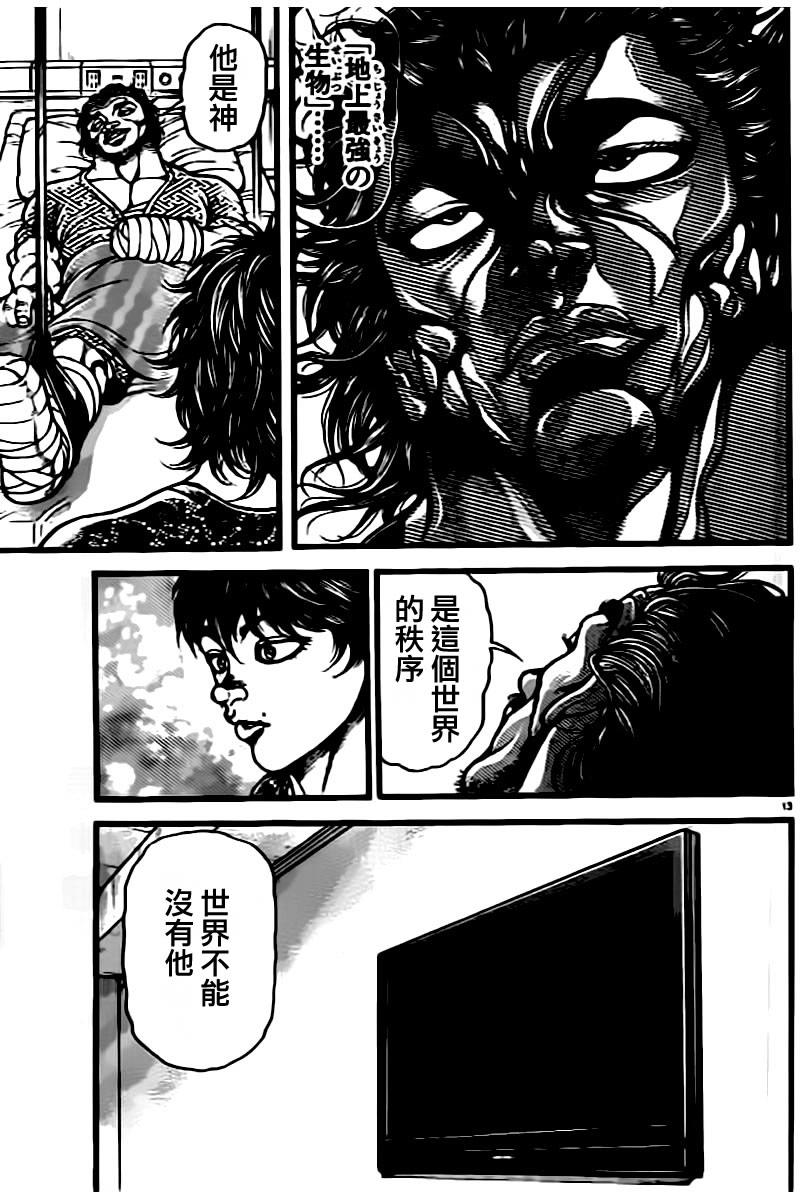 「地上最強の
生物」……
ちじょうさいきょう
せいぶつ
他是神
是這個世界
的秩序
13
世界不能
沒有他